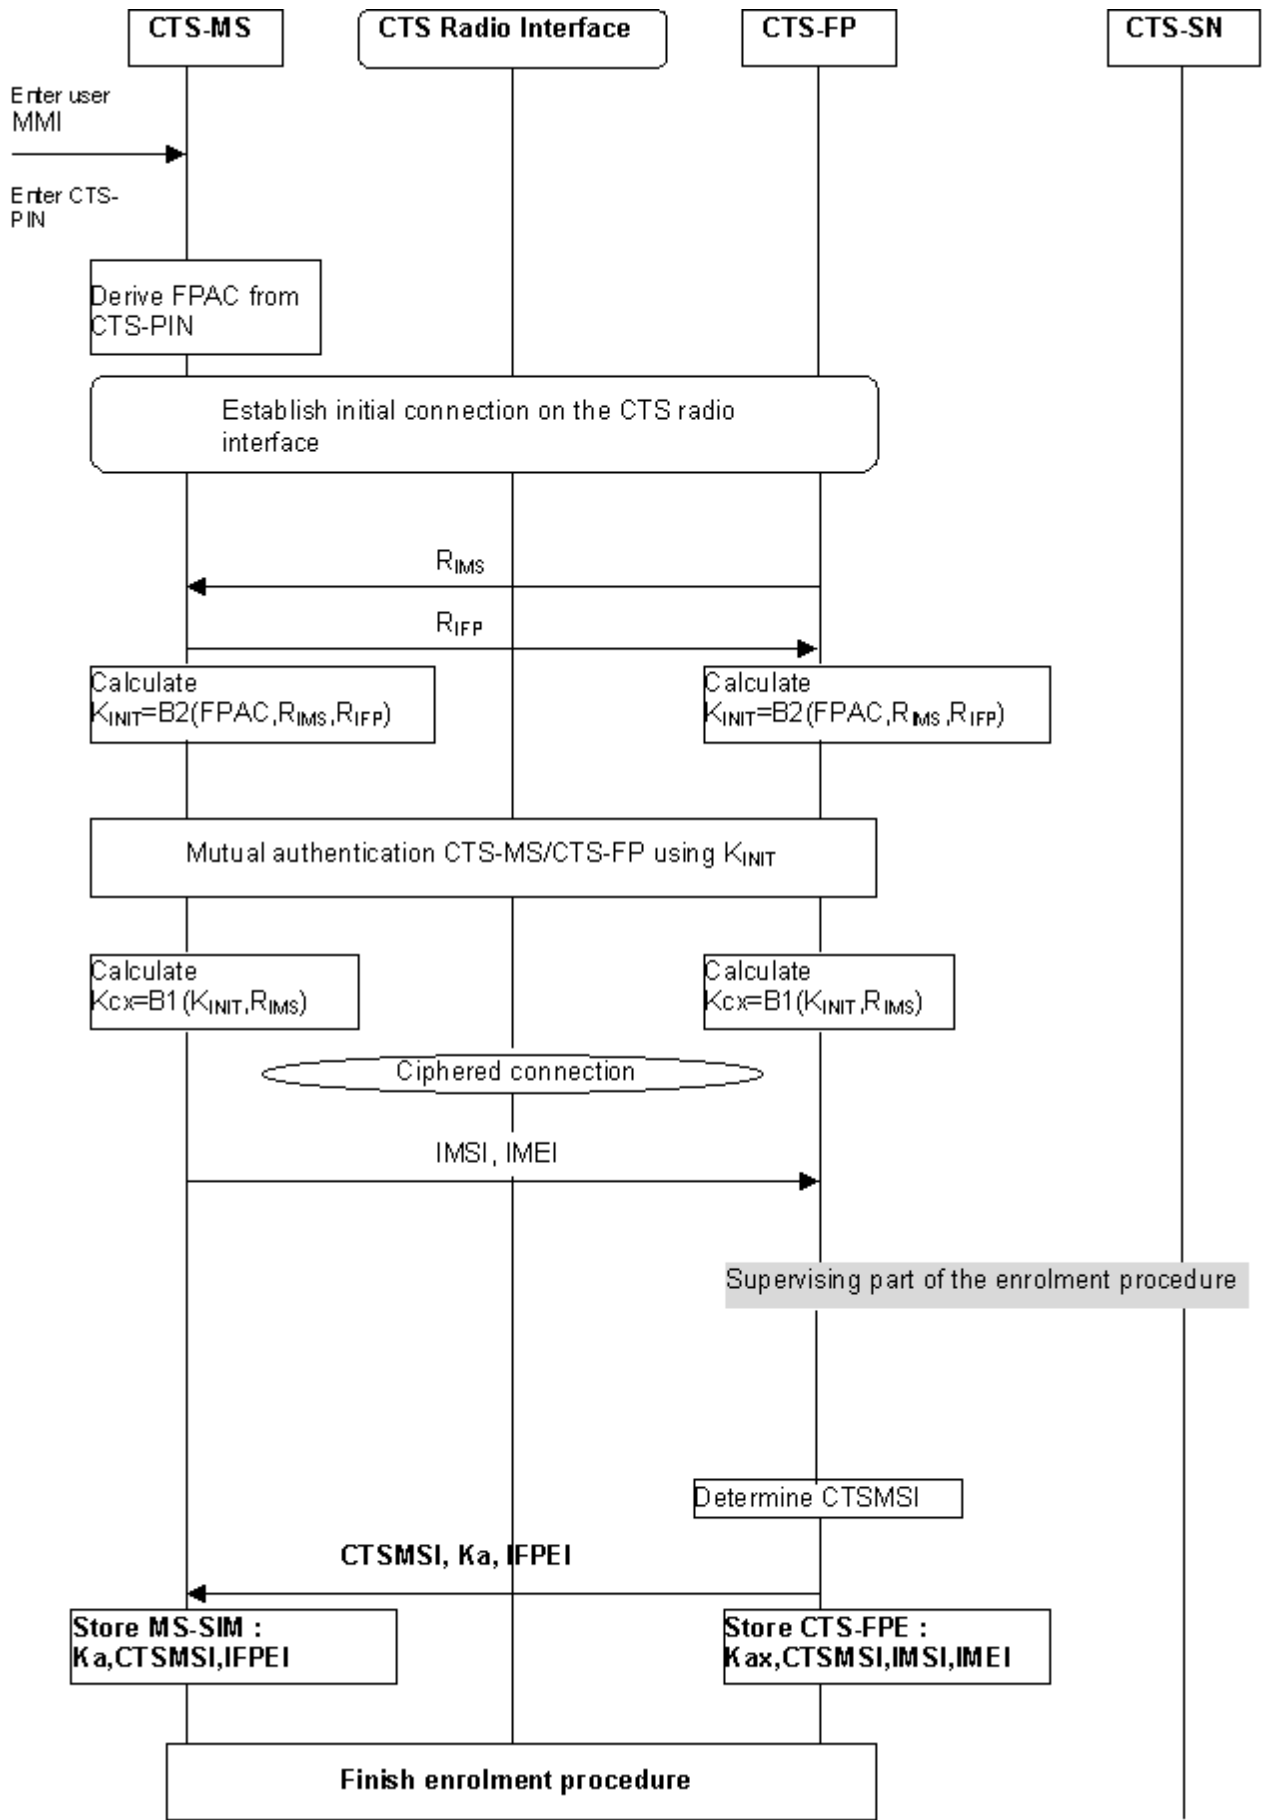 CTS-MS
CTS Radio Interface
CTS-FP
CTS-SN
Enter user
MMI
Enter CTS-
PIN
Derive FPAC from
CTS-PIN
Establish initial connection on the CTS radio
interface
RIMS
RIFP
Calculate
KINIT=B2(FPAC,RIMS,RIFP)
Calculate
KINIT=B2(FPAC,RIMS,RIFP)
Mutual authentication CTS-MS/CTS-FP using KINIT
Calculate
Kcx=B1(KINIT,RIMS)
Calculate
Kcx=B1(KINIT,RIMS)
Ciphered connection
IMSI, IMEI
Supervising part of the enrolment procedure
Determine CTSMSI
CTSMSI, Ka, IFPEI
Store MS-SIM :
Ka,CTSMSI,IFPEI
Store CTS-FPE :
Kax,CTSMSI,IMSI,IMEI
Finish enrolment procedure